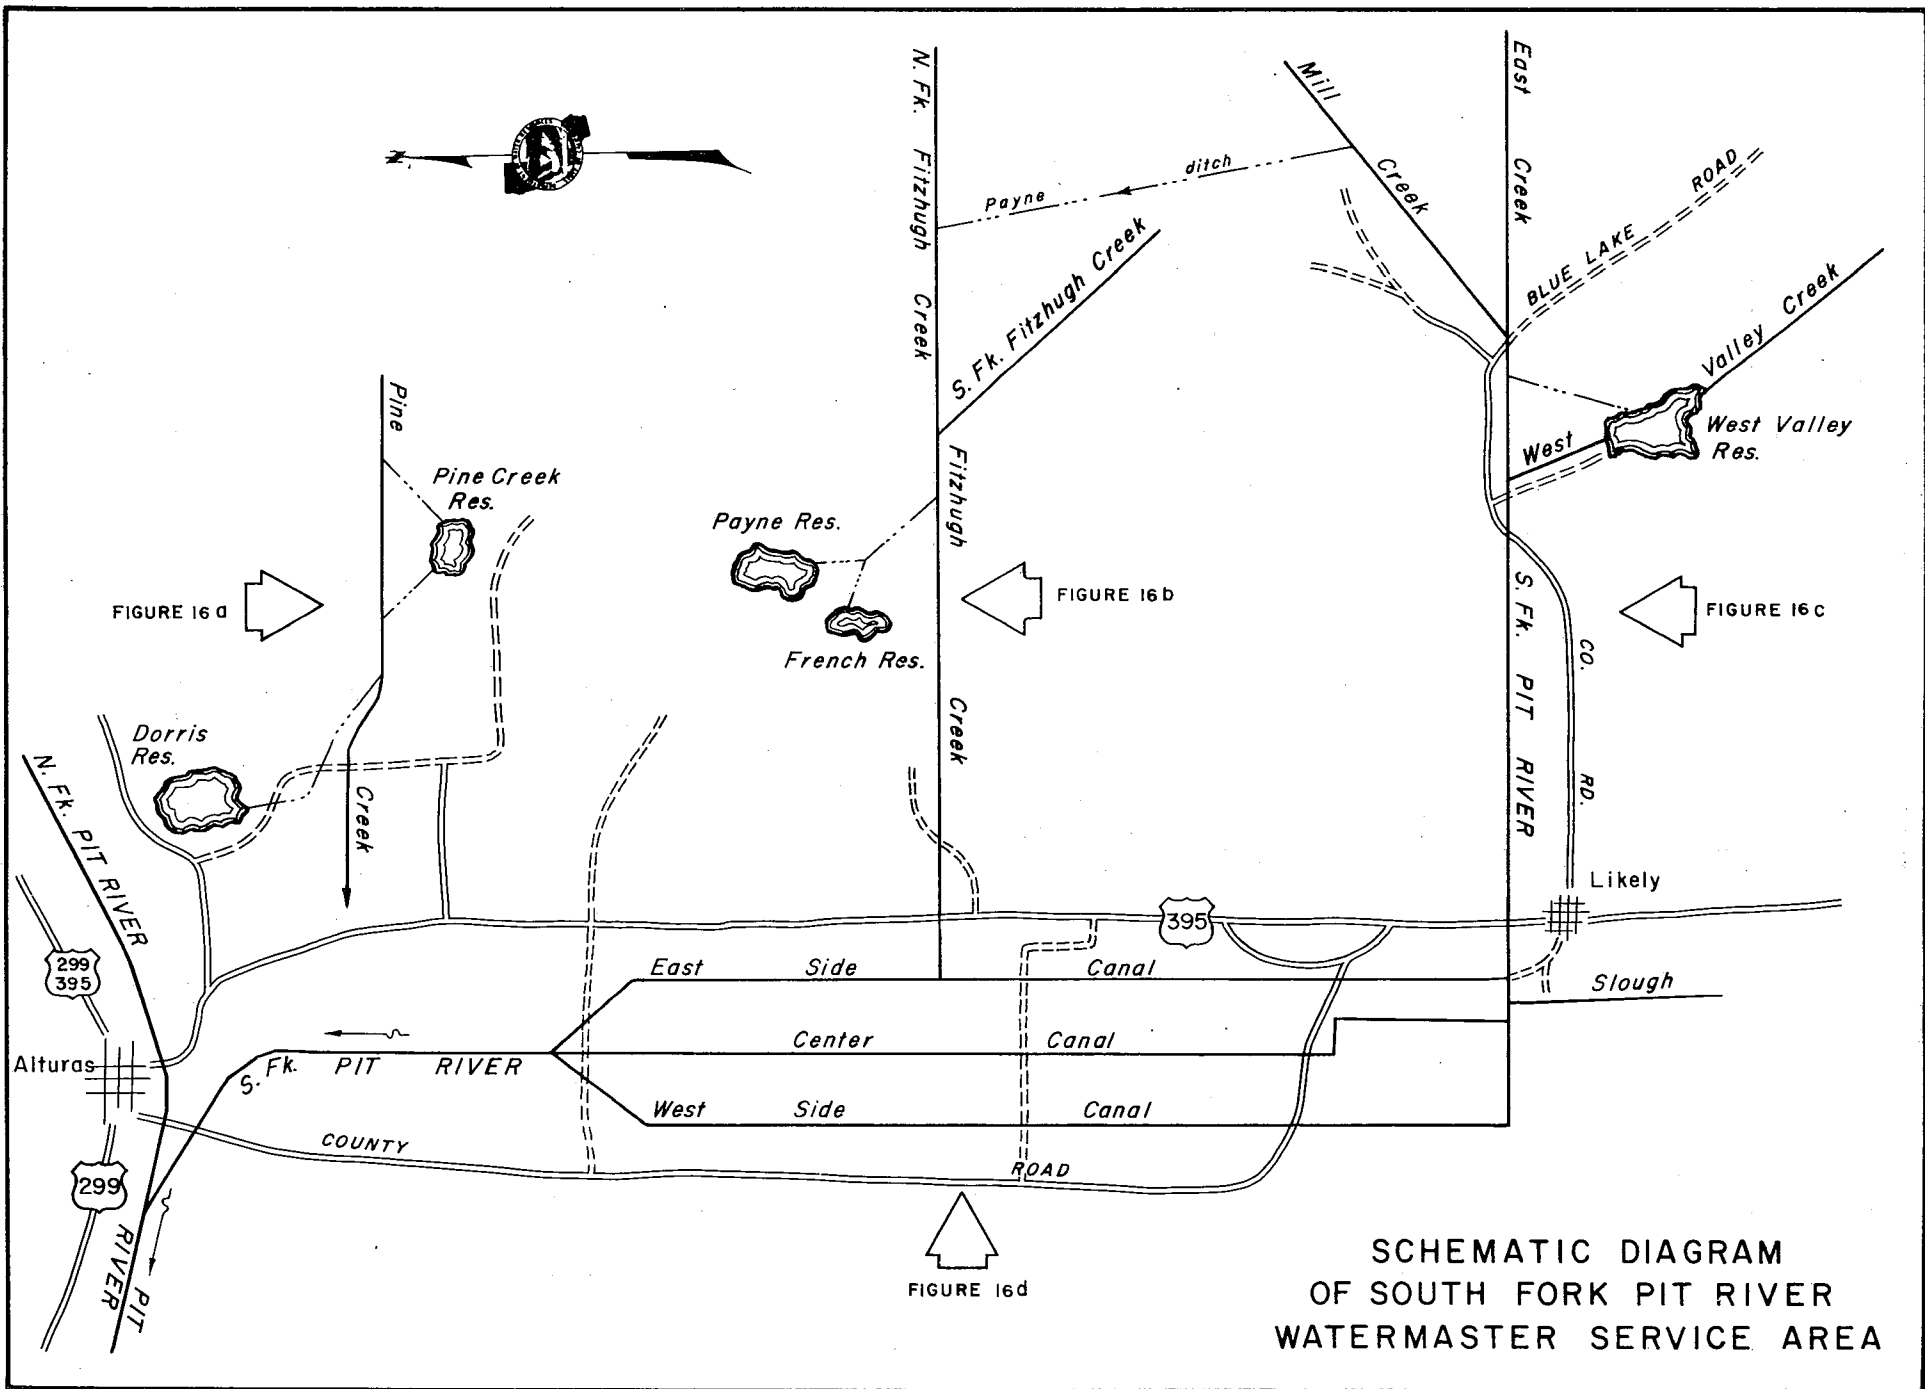 N. Fk. Fitzhugh Creek
Mill Creek
East Creek
N
Payne ditch
BLUE LAKE ROAD
S. Fk. Fitzhugh Creek
West Valley Creek
West Valley
Res.
Pine Creek
Pine Creek
Res.
Payne Res.
French Res.
Fitzhugh Creek
FIGURE 16a
FIGURE 16b
FIGURE 16c
S. Fk. PIT RIVER
CO. RD.
Dorris
Res.
N. Fk. PIT RIVER
Likely
395
299
395
East Side Canal
Slough
Center Canal
Alturas
S. Fk. PIT RIVER
West Side Canal
COUNTY ROAD
299
PIT RIVER
FIGURE 16d
SCHEMATIC DIAGRAM
OF SOUTH FORK PIT RIVER
WATERMASTER SERVICE AREA